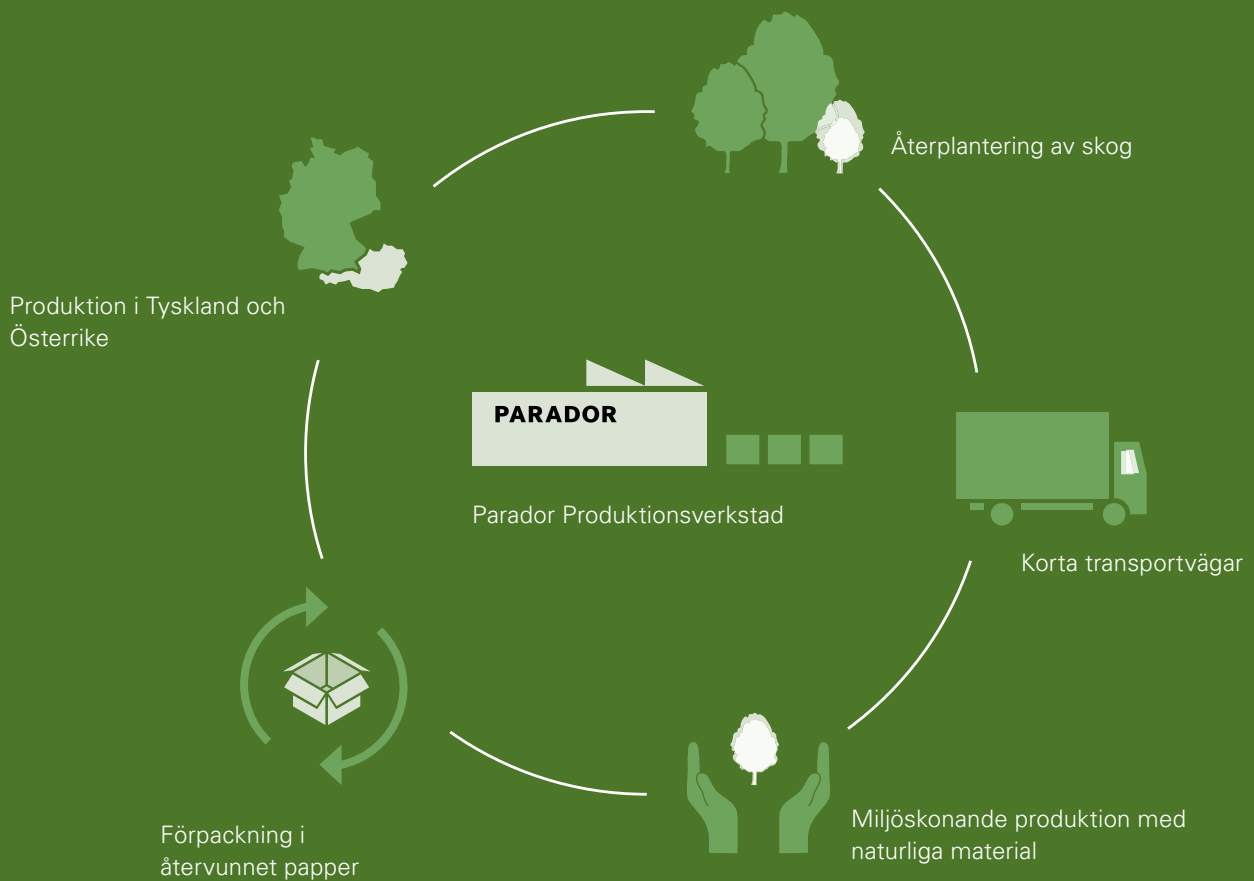 Återplantering av skog
Produktion i Tyskland och
Österrike
PARADOR
Parador Produktionsverkstad
Korta transportvägar
Miljöskonande produktion med
naturliga material
Förpackning i
återvunnet papper